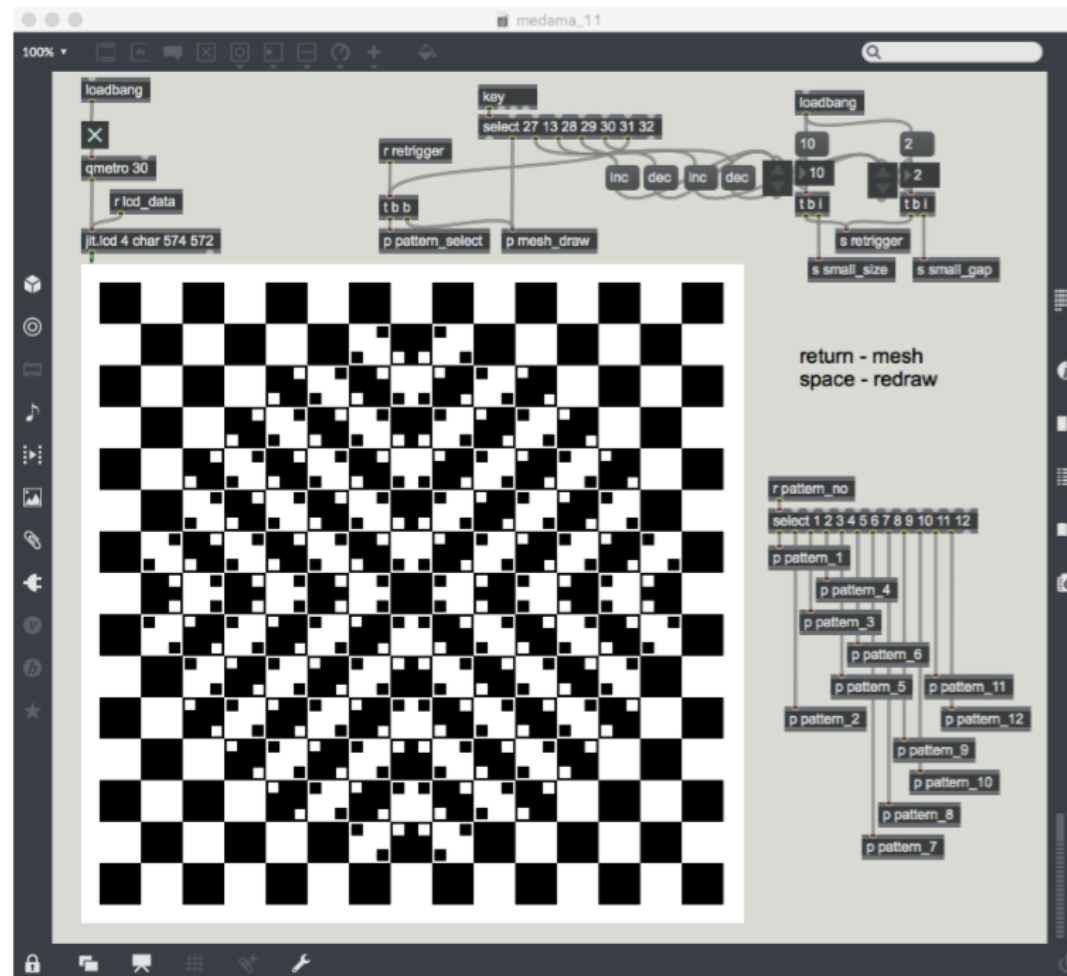 medama_11
100%
loadbang
key
loadbang
select 27 13 28 29 30 31 32
10
2
r retrigger
qmetro 30
inc
dec
inc
dec
10
2
r lcd_data
t b b
t b i
t b i
jit.lcd 4 char 574 572
p pattern_select
p mesh_draw
s retrigger
s small_size
s small_gap
return - mesh
space - redraw
r pattern_no
select 1 2 3 4 5 6 7 8 9 10 11 12
p pattern_1
p pattern_4
p pattern_3
p pattern_6
p pattern_5
p pattern_11
p pattern_2
p pattern_12
p pattern_9
p pattern_10
p pattern_8
p pattern_7